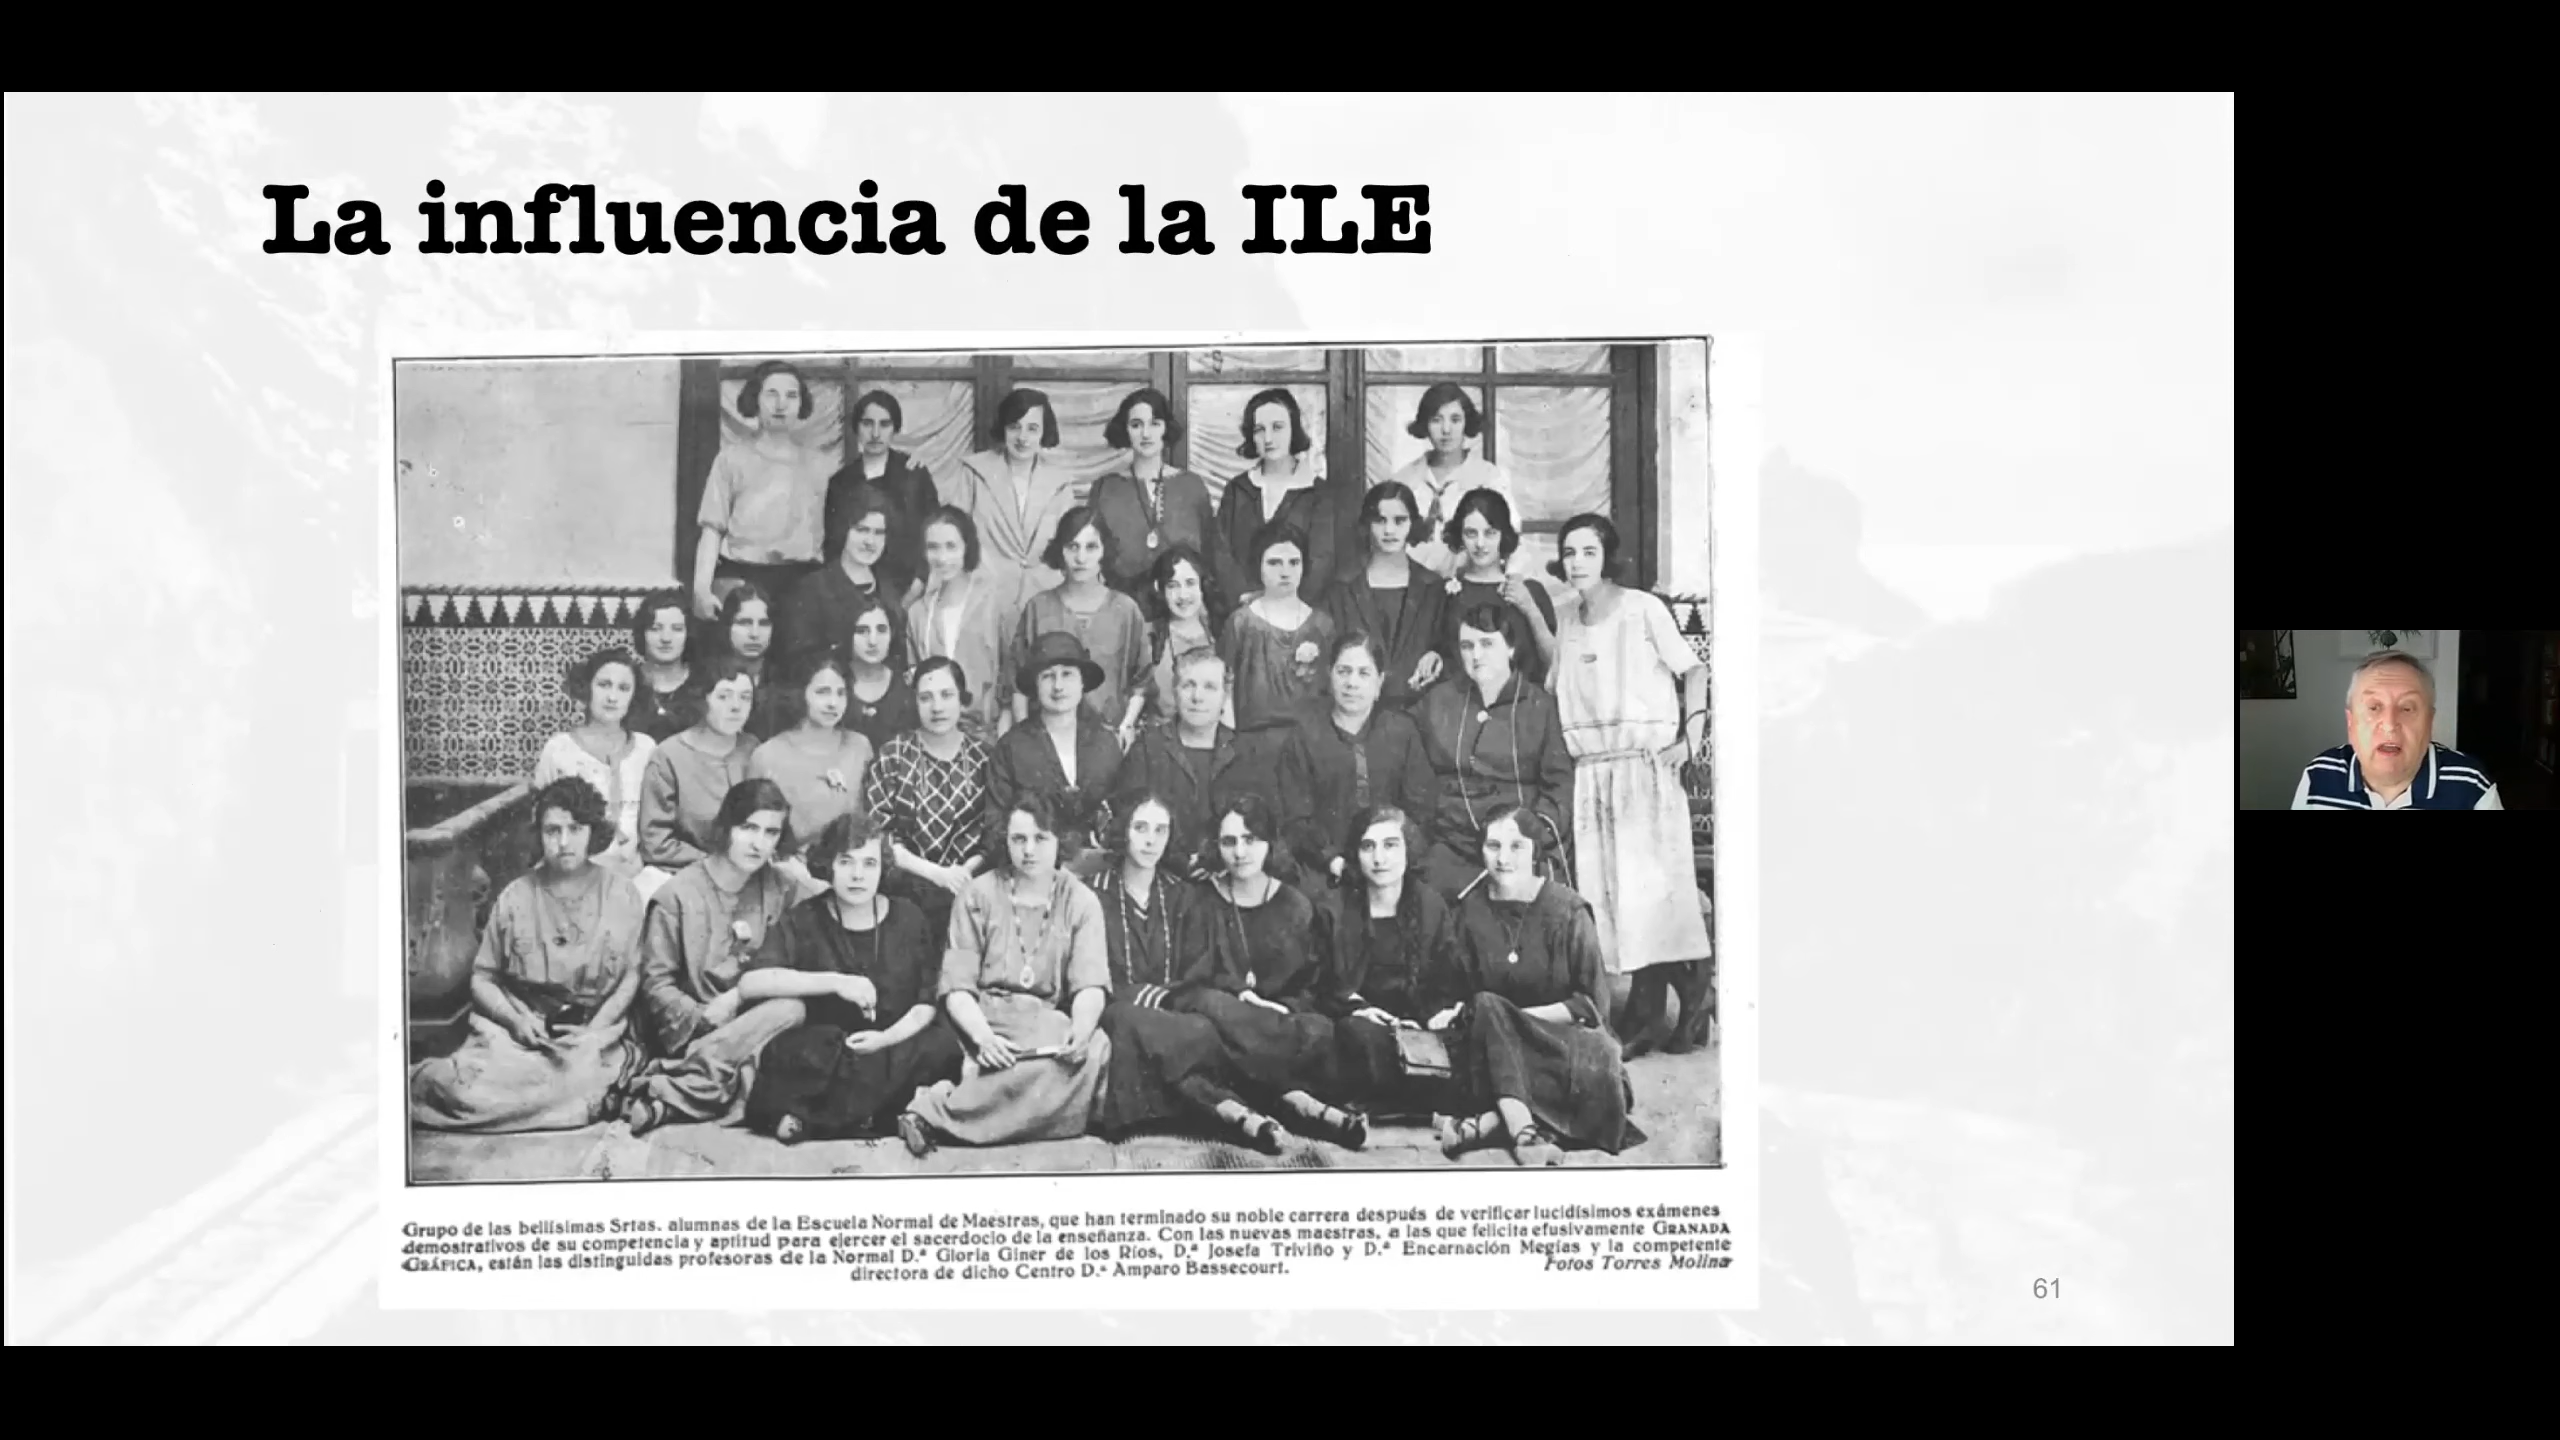 La influencia de la ILE
Grupo de las bellísimas Srtas. alumnas de la Escuela Normal de Maestras, que han terminado su noble carrera después de verificar lucidísimos exámenes
demostrativos de su competencia y aptitud para ejercer el sacerdocio de la enseñanza. Con las nuevas maestras, a las que felicita efusivamente GRANADA
GRÁFICA, están las distinguidas profesoras de la Normal D.ª Gloria Giner de los Ríos, D.ª Josefa Triviño y D.ª Encarnación Megías y la competente
directora de dicho Centro D.ª Amparo Bassecourt.
Fotos Torres Molina
61